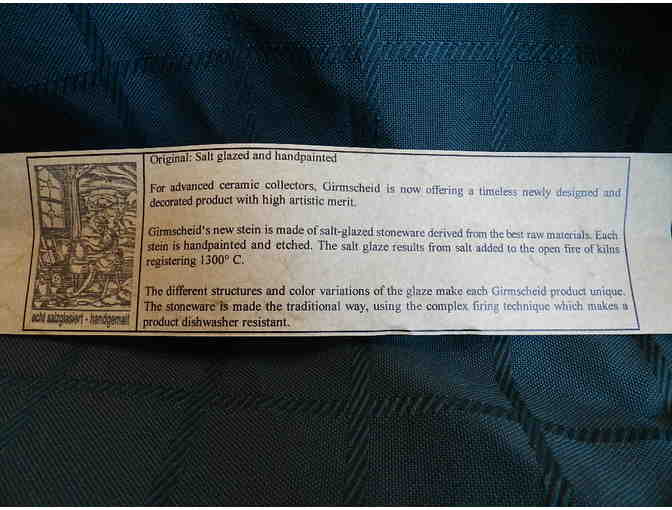 Original: Salt glazed and handpainted
For advanced ceramic collectors, Girmscheid is now offering a timeless newly designed and
decorated product with high artistic merit.
Girmscheid's new stein is made of salt-glazed stoneware derived from the best raw materials. Each
stein is handpainted and etched. The salt glaze results from salt added to the open fire of kilns
registering 1300° C.
The different structures and color variations of the glaze make each Girmscheid product unique.
The stoneware is made the traditional way, using the complex firing technique which makes a
product dishwasher resistant.
echt salzglasiert - handgemalt